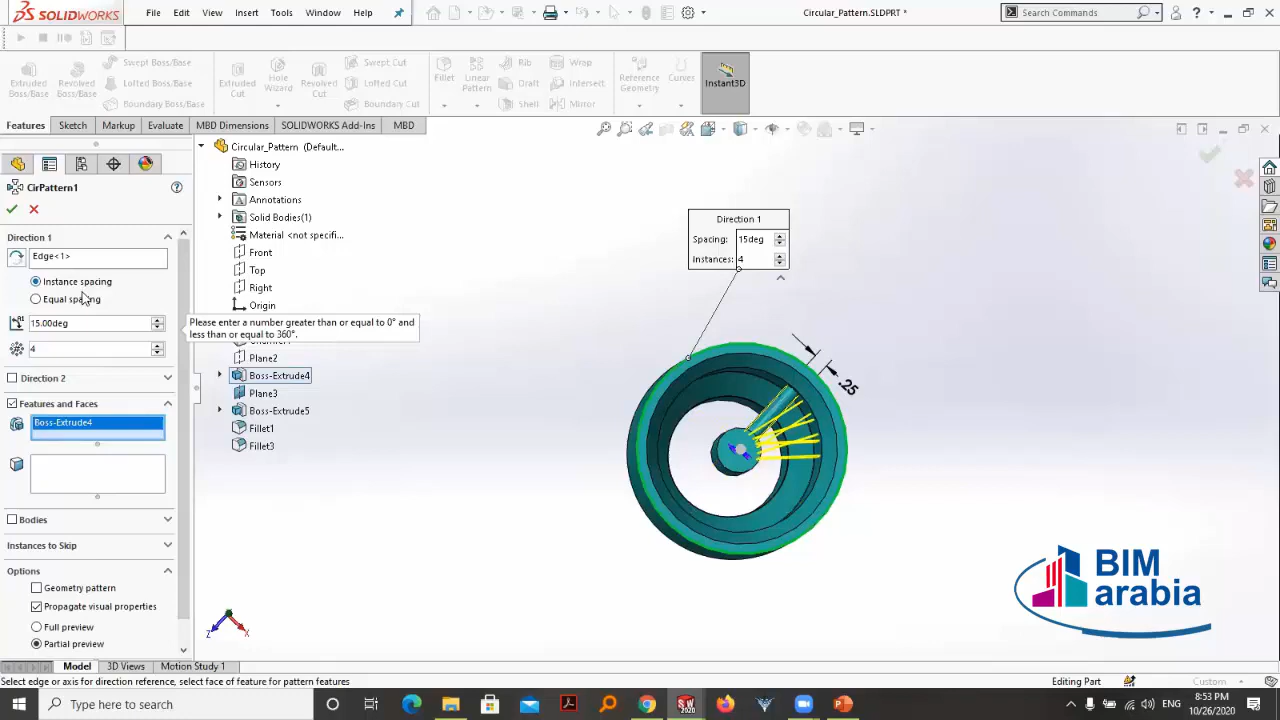 SOLIDWORKS
File
Edit
View
Insert
Tools
Window
Help
Circular_Pattern.SLDPRT *
Search Commands
Extruded Boss/Base
Revolved Boss/Base
Swept Boss/Base
Lofted Boss/Base
Boundary Boss/Base
Extruded Cut
Hole Wizard
Revolved Cut
Swept Cut
Lofted Cut
Boundary Cut
Fillet
Linear Pattern
Rib
Draft
Shell
Wrap
Intersect
Mirror
Reference Geometry
Curves
Instant3D
Features
Sketch
Markup
Evaluate
MBD Dimensions
SOLIDWORKS Add-Ins
MBD
CirPattern1
Direction 1
Edge<1>
Instance spacing
Equal spacing
15.00deg
4
Please enter a number greater than or equal to 0° and
less than or equal to 360°.
Direction 2
Features and Faces
Boss-Extrude4
Bodies
Instances to Skip
Options
Geometry pattern
Propagate visual properties
Full preview
Partial preview
Circular_Pattern (Default...
History
Sensors
Annotations
Solid Bodies(1)
Material <not specifi...
Front
Top
Right
Origin
Plane2
Boss-Extrude4
Plane3
Boss-Extrude5
Fillet1
Fillet3
Direction 1
Spacing: 15deg
Instances: 4
.25
Z
X
BIM
arabia
Model
3D Views
Motion Study 1
Select edge or axis for direction reference, select face of feature for pattern features
Editing Part
Custom
Type here to search
8:53 PM
10/26/2020